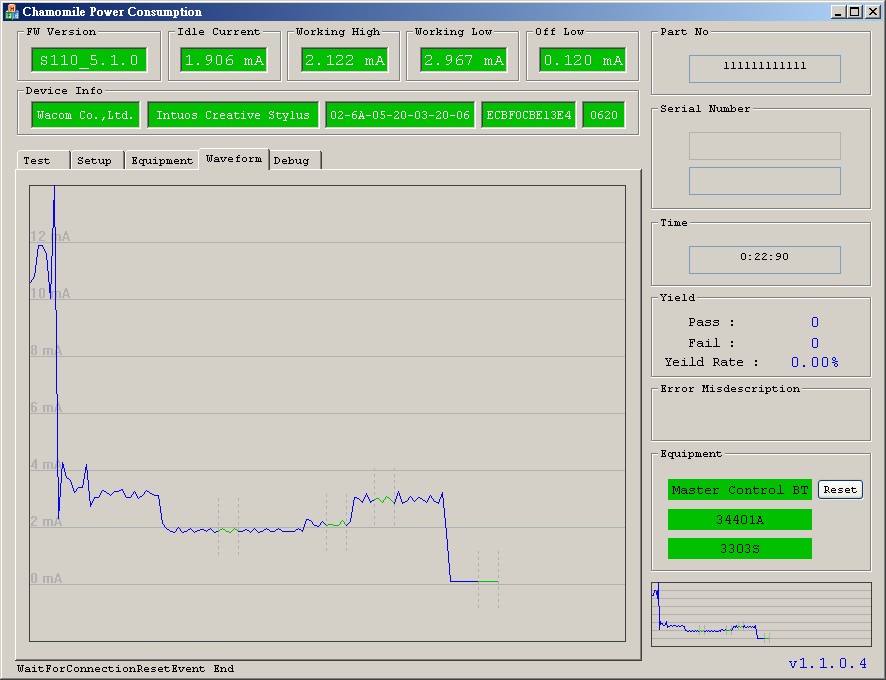 Chamomile Power Consumption
FW Version
S110_5.1.0
Idle Current
1.906 mA
Working High
2.122 mA
Working Low
2.967 mA
Off Low
0.120 mA
Device Info
Wacom Co.,Ltd.
Intuos Creative Stylus
02-6A-05-20-03-20-06
ECBF0CBE13E4
0620
Test
Setup
Equipment
Waveform
Debug
12 mA
10 mA
8 mA
6 mA
4 mA
2 mA
0 mA
WaitForConnectionResetEvent End
Part No
111111111111
Serial Number
Time
0:22:90
Yield
Pass : 0
Fail : 0
Yeild Rate : 0.00%
Error Misdescription
Equipment
Master Control BT
Reset
34401A
3303S
v1.1.0.4